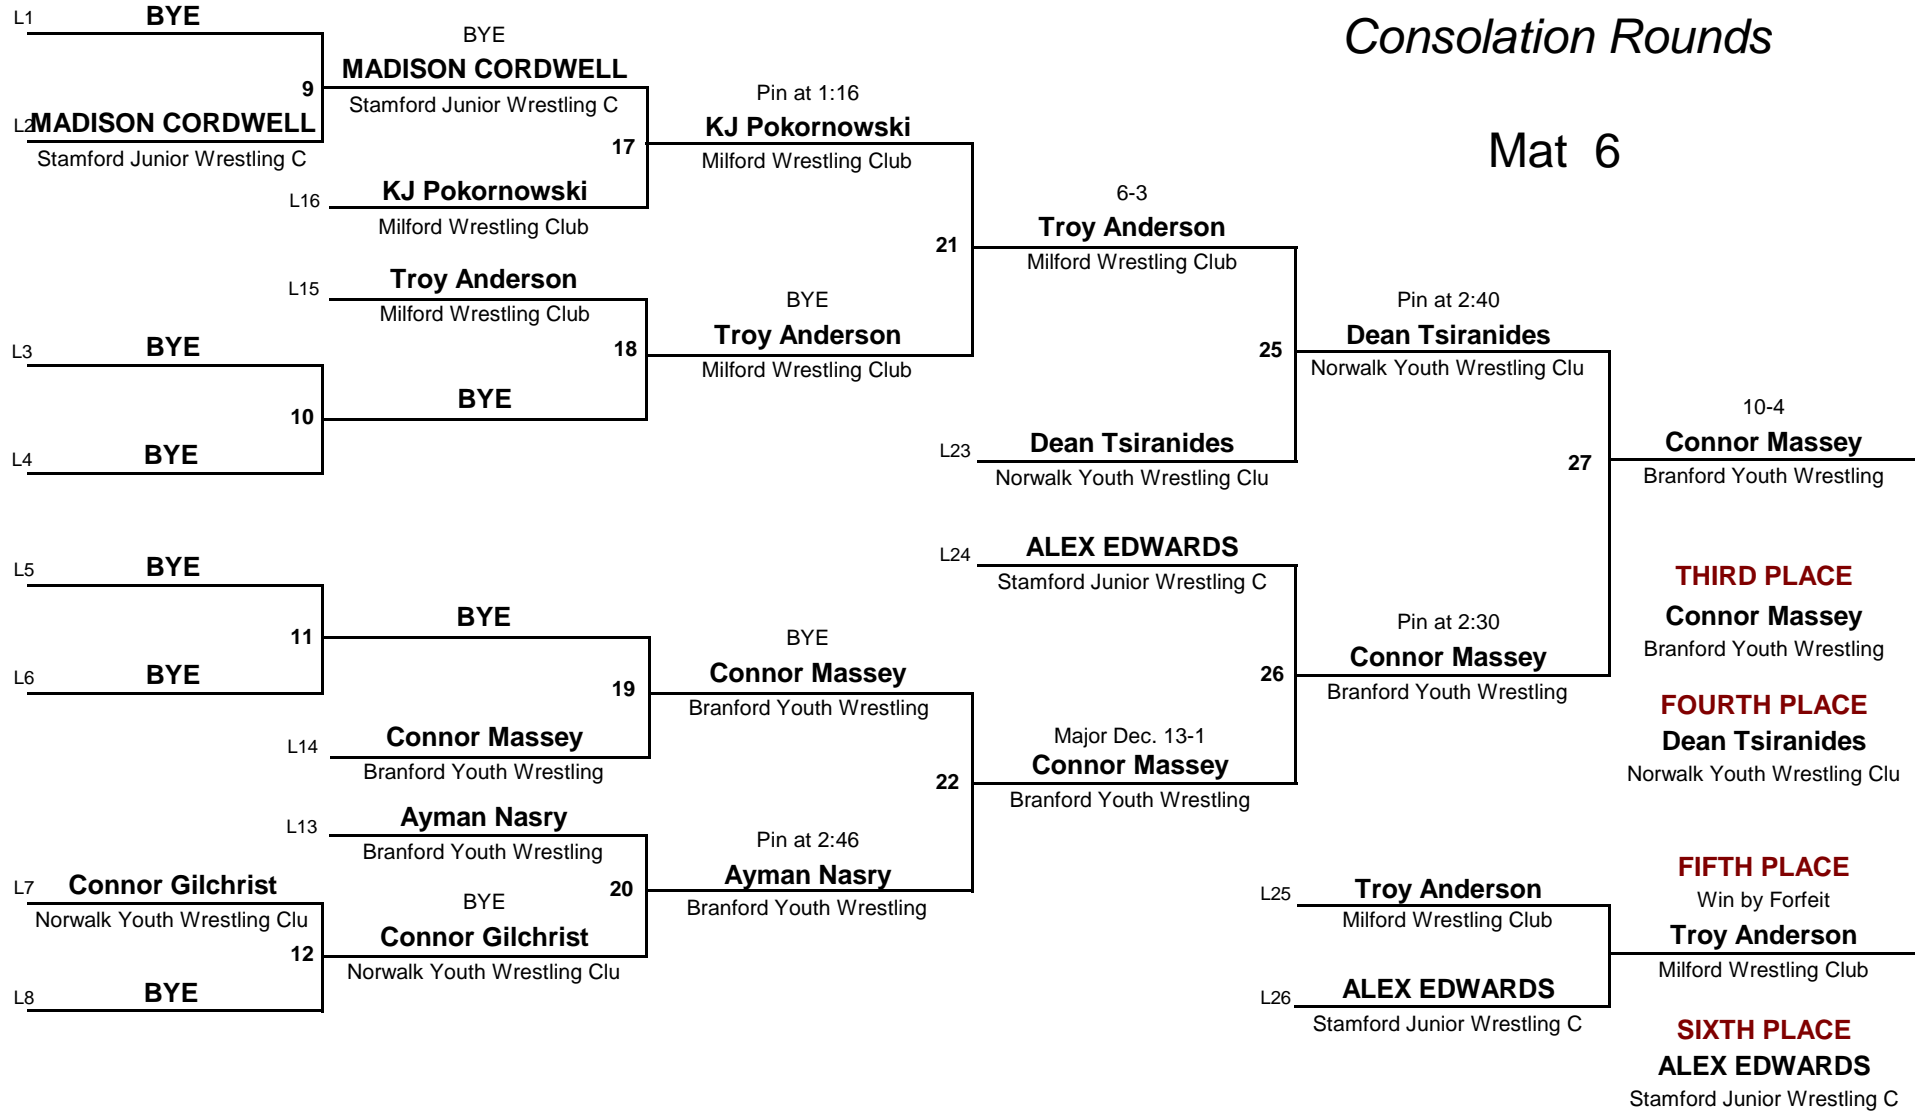 Consolation Rounds
Mat 6
L1 BYE
9
L2 MADISON CORDWELL
Stamford Junior Wrestling C
L3 BYE
10
L4 BYE
L5 BYE
11
L6 BYE
L7 Connor Gilchrist
Norwalk Youth Wrestling Clu
12
L8 BYE
BYE
MADISON CORDWELL
Stamford Junior Wrestling C
17
L16 KJ Pokornowski
Milford Wrestling Club
L15 Troy Anderson
Milford Wrestling Club
18
BYE
BYE
19
L14 Connor Massey
Branford Youth Wrestling
L13 Ayman Nasry
Branford Youth Wrestling
20
BYE
Connor Gilchrist
Norwalk Youth Wrestling Clu
Pin at 1:16
KJ Pokornowski
Milford Wrestling Club
21
BYE
Troy Anderson
Milford Wrestling Club
BYE
Connor Massey
Branford Youth Wrestling
22
Pin at 2:46
Ayman Nasry
Branford Youth Wrestling
6-3
Troy Anderson
Milford Wrestling Club
25
L23 Dean Tsiranides
Norwalk Youth Wrestling Clu
L24 ALEX EDWARDS
Stamford Junior Wrestling C
26
Major Dec. 13-1
Connor Massey
Branford Youth Wrestling
Pin at 2:40
Dean Tsiranides
Norwalk Youth Wrestling Clu
27
Pin at 2:30
Connor Massey
Branford Youth Wrestling
10-4
Connor Massey
Branford Youth Wrestling
THIRD PLACE
Connor Massey
Branford Youth Wrestling
FOURTH PLACE
Dean Tsiranides
Norwalk Youth Wrestling Clu
L25 Troy Anderson
Milford Wrestling Club
L26 ALEX EDWARDS
Stamford Junior Wrestling C
FIFTH PLACE
Win by Forfeit
Troy Anderson
Milford Wrestling Club
SIXTH PLACE
ALEX EDWARDS
Stamford Junior Wrestling C